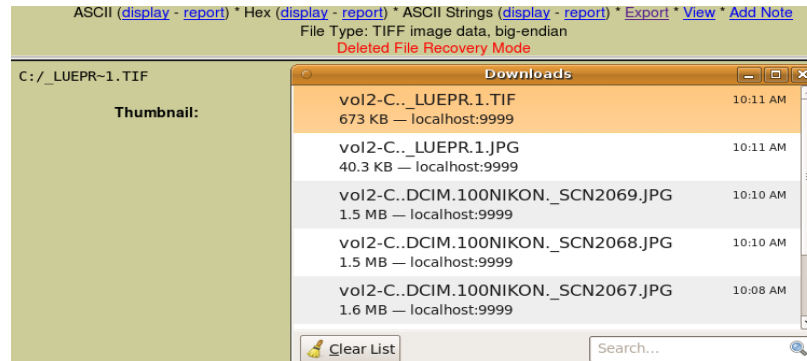 ASCII (display - report) * Hex (display - report) * ASCII Strings (display - report) * Export * View * Add Note
File Type: TIFF image data, big-endian
Deleted File Recovery Mode
C:/_LUEPR~1.TIF
Thumbnail:
Downloads
vol2-C.._LUEPR.1.TIF 10:11 AM
673 KB — localhost:9999
vol2-C.._LUEPR.1.JPG 10:11 AM
40.3 KB — localhost:9999
vol2-C..DCIM.100NIKON._SCN2069.JPG 10:10 AM
1.5 MB — localhost:9999
vol2-C..DCIM.100NIKON._SCN2068.JPG 10:10 AM
1.5 MB — localhost:9999
vol2-C..DCIM.100NIKON._SCN2067.JPG 10:08 AM
1.6 MB — localhost:9999
Clear List Search...